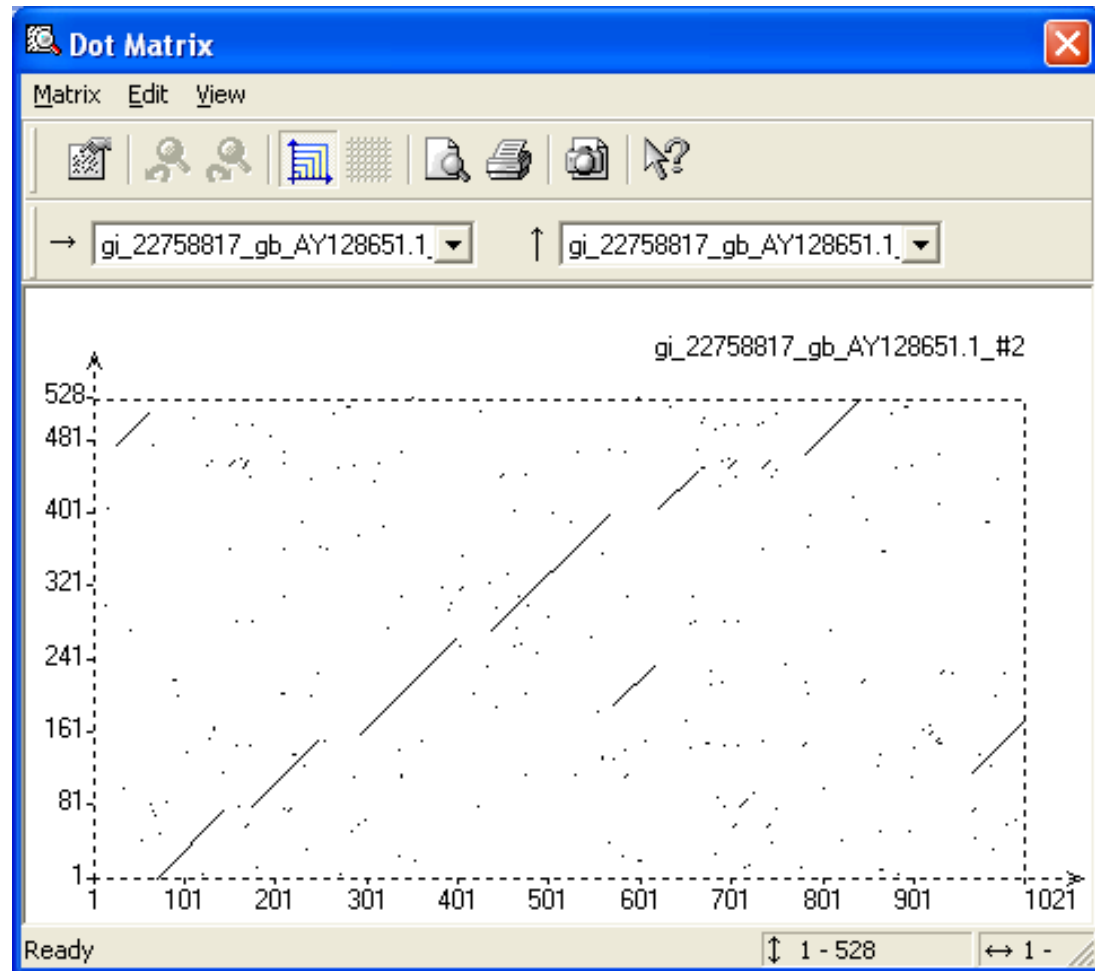 Dot Matrix
Matrix Edit View
→ gi_22758817_gb_AY128651.1_ ↑ gi_22758817_gb_AY128651.1_
gi_22758817_gb_AY128651.1_#2
528
481
401
321
241
161
81
1
1 101 201 301 401 501 601 701 801 901 1021
Ready ↕ 1 - 528 ↔ 1 -